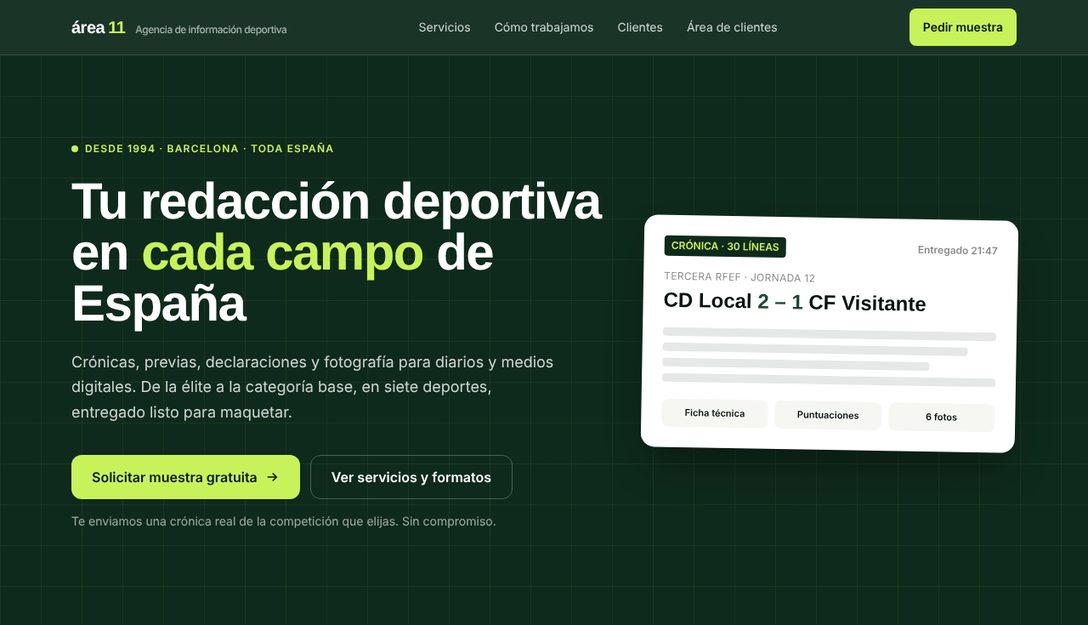 área 11 Agencia de información deportiva
Servicios Cómo trabajamos Clientes Área de clientes
Pedir muestra
DESDE 1994 · BARCELONA · TODA ESPAÑA
Tu redacción deportiva
en cada campo de
España
Crónicas, previas, declaraciones y fotografía para diarios y medios
digitales. De la élite a la categoría base, en siete deportes,
entregado listo para maquetar.
Solicitar muestra gratuita →
Ver servicios y formatos
Te enviamos una crónica real de la competición que elijas. Sin compromiso.
CRÓNICA · 30 LÍNEAS
Entregado 21:47
TERCERA RFEF · JORNADA 12
CD Local 2 – 1 CF Visitante
Ficha técnica
Puntuaciones
6 fotos